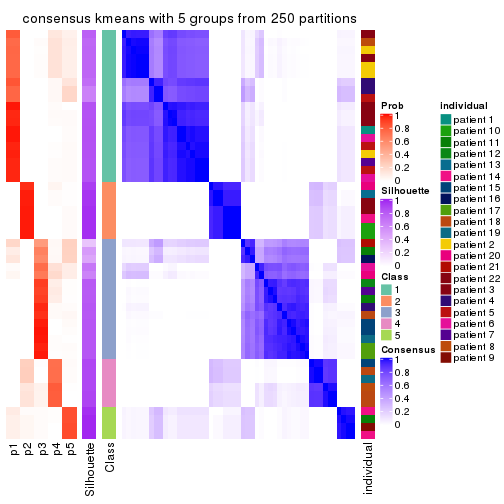 consensus kmeans with 5 groups from 250 partitions
p1
p2
p3
p4
p5
Silhouette
Class
individual
Prob
1
0.8
0.6
0.4
0.2
0
Silhouette
1
0.8
0.6
0.4
0.2
0
Class
1
2
3
4
5
Consensus
1
0.8
0.6
0.4
0.2
0
individual
patient 1
patient 10
patient 11
patient 12
patient 13
patient 14
patient 15
patient 16
patient 17
patient 18
patient 19
patient 2
patient 20
patient 21
patient 22
patient 3
patient 4
patient 5
patient 6
patient 7
patient 8
patient 9